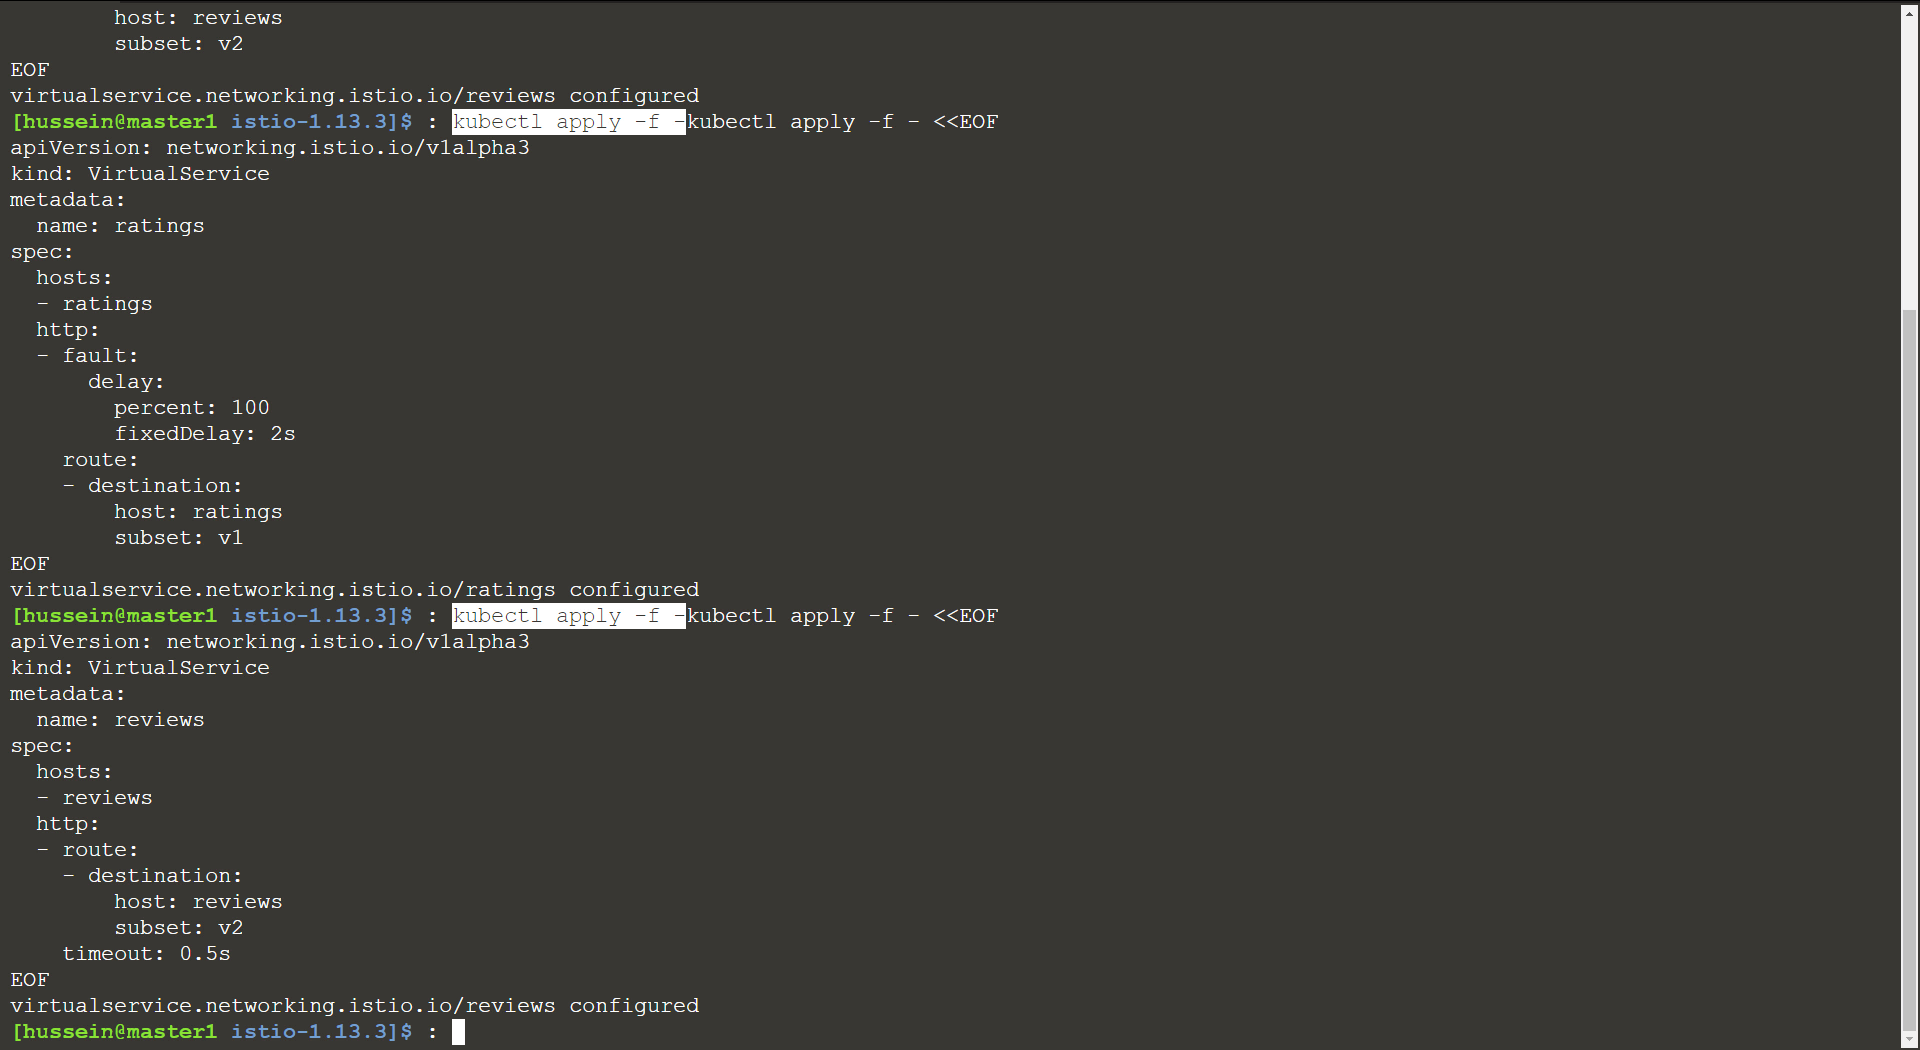 host: reviews
        subset: v2
EOF
virtualservice.networking.istio.io/reviews configured
[hussein@master1 istio-1.13.3]$ : kubectl apply -f -kubectl apply -f - <<EOF
apiVersion: networking.istio.io/v1alpha3
kind: VirtualService
metadata:
  name: ratings
spec:
  hosts:
  - ratings
  http:
  - fault:
      delay:
        percent: 100
        fixedDelay: 2s
    route:
    - destination:
        host: ratings
        subset: v1
EOF
virtualservice.networking.istio.io/ratings configured
[hussein@master1 istio-1.13.3]$ : kubectl apply -f -kubectl apply -f - <<EOF
apiVersion: networking.istio.io/v1alpha3
kind: VirtualService
metadata:
  name: reviews
spec:
  hosts:
  - reviews
  http:
  - route:
    - destination:
        host: reviews
        subset: v2
    timeout: 0.5s
EOF
virtualservice.networking.istio.io/reviews configured
[hussein@master1 istio-1.13.3]$ :